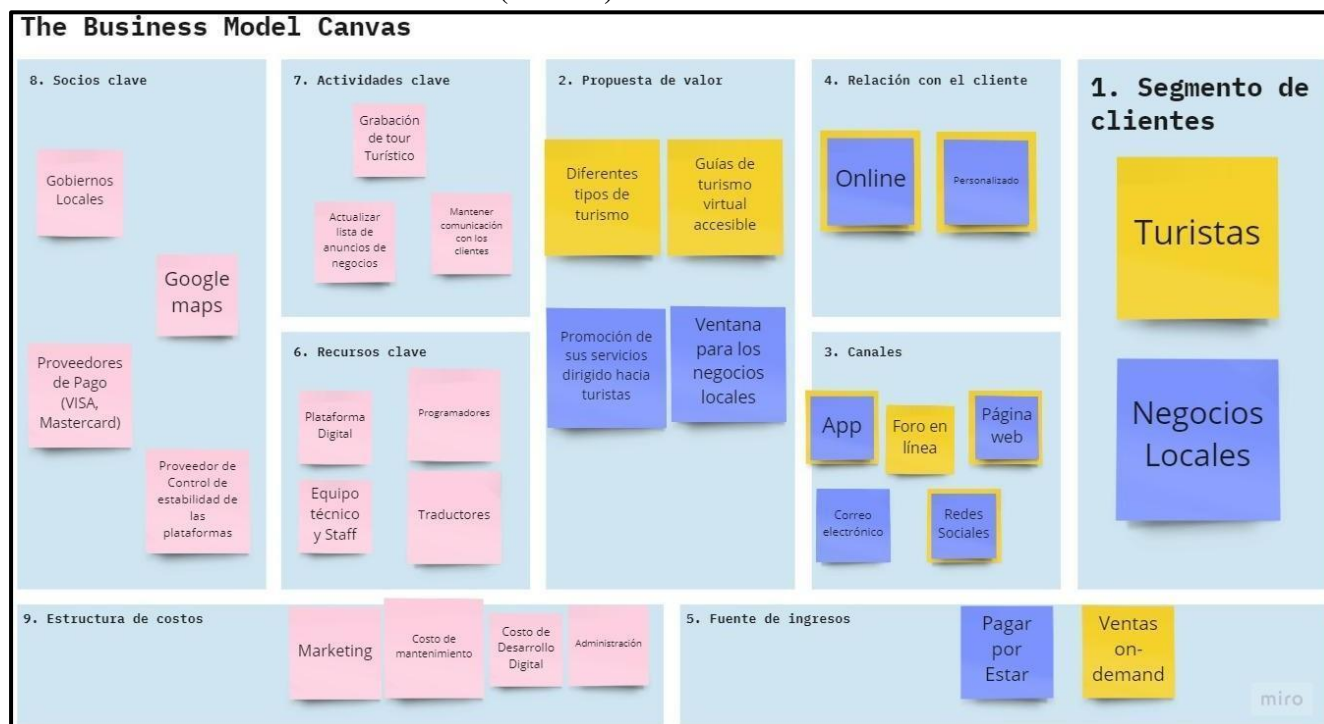 The Business Model Canvas
8. Socios clave
Gobiernos
Locales
Google
maps
Proveedores
de Pago
(VISA,
Mastercard)
Proveedor de
Control de
estabilidad de
las
plataformas
7. Actividades clave
Grabación
de tour
Turístico
Actualizar
lista de
anuncios de
negocios
Mantener
comunicación
con los
clientes
6. Recursos clave
Plataforma
Digital
Programadores
Equipo
técnico
y Staff
Traductores
2. Propuesta de valor
Diferentes
tipos de
turismo
Guías de
turismo
virtual
accesible
Promoción de
sus servicios
dirigido hacia
turistas
Ventana
para los
negocios
locales
4. Relación con el cliente
Online
Personalizado
3. Canales
App
Foro en
línea
Página
web
Correo
electrónico
Redes
Sociales
1. Segmento de
clientes
Turistas
Negocios
Locales
9. Estructura de costos
Marketing
Costo de
mantenimiento
Costo de
Desarrollo
Digital
Administración
5. Fuente de ingresos
Pagar
por
Estar
Ventas
on-
demand
miro